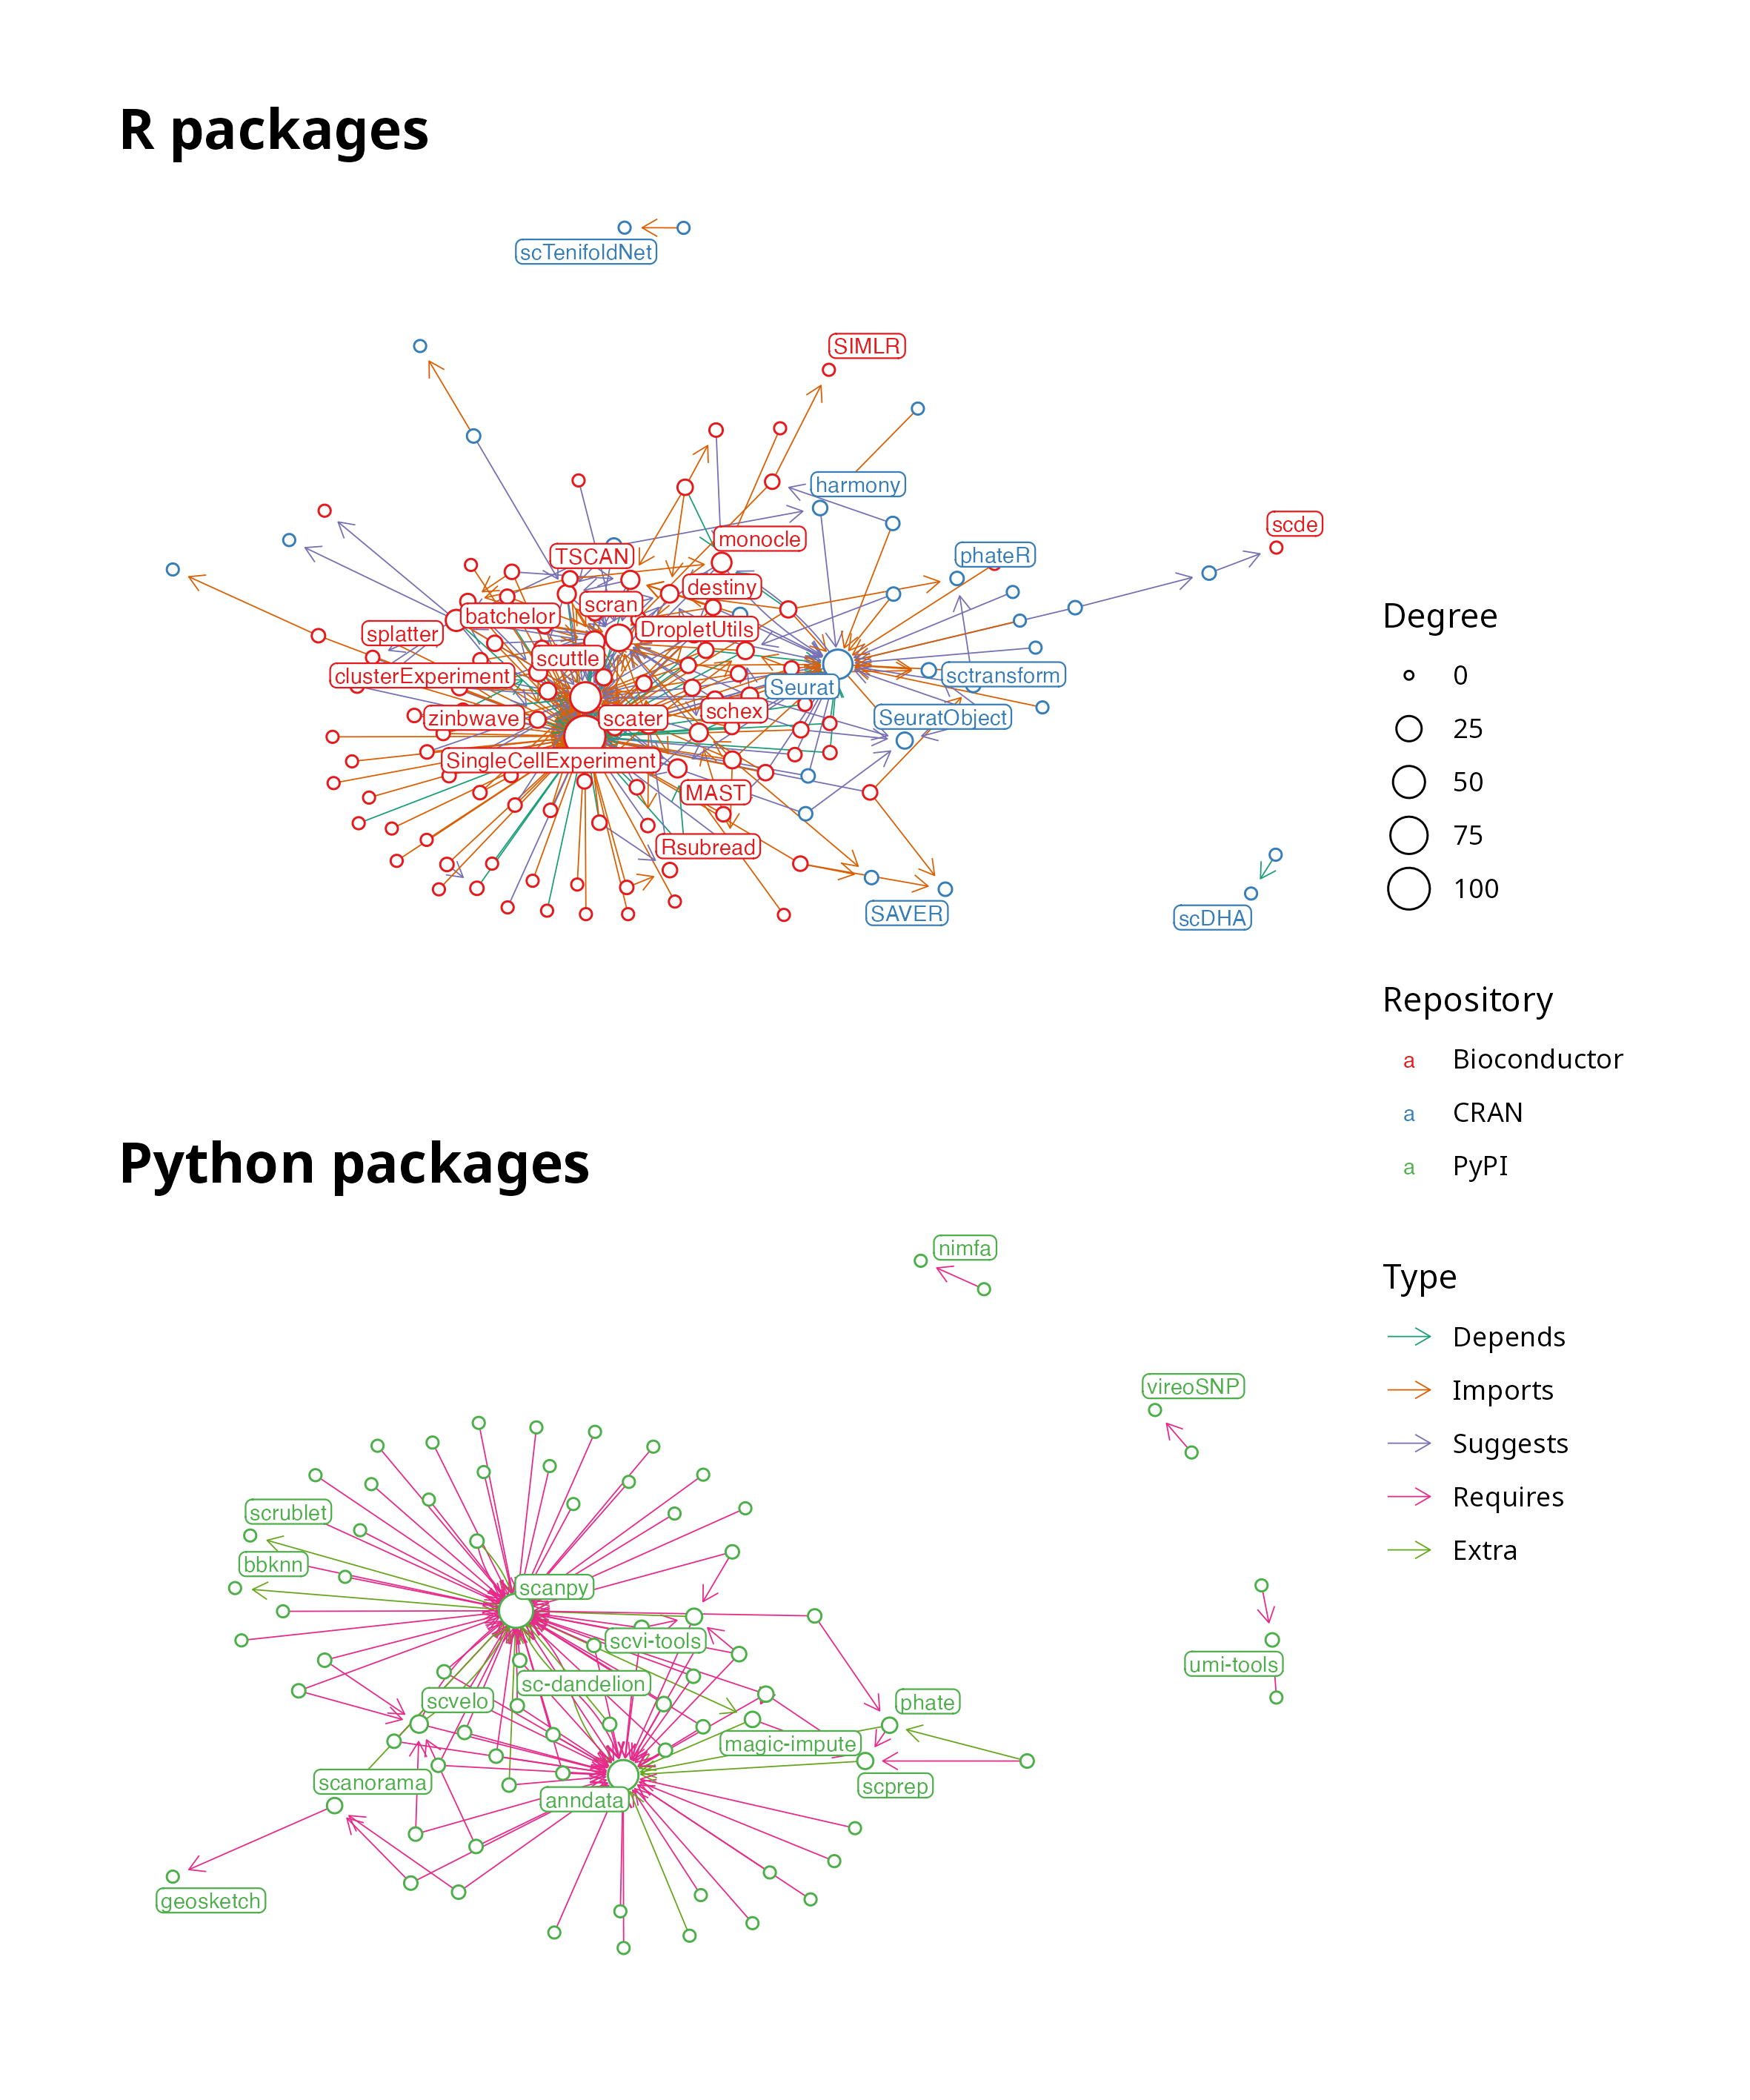 R packages
scTenifoldNet
SIMLR
harmony
scde
monocle
TSCAN
phateR
destiny
scran
batchelor
DropletUtils
splatter
scuttle
clusterExperiment
sctransform
Seurat
schex
SeuratObject
zinbwave
scater
SingleCellExperiment
MAST
Rsubread
SAVER
scDHA
Degree
0
25
50
75
100
Repository
a Bioconductor
a CRAN
a PyPI
Python packages
nimfa
vireoSNP
scrublet
bbknn
scanpy
scvi-tools
umi-tools
sc-dandelion
scvelo
phate
magic-impute
scanorama
scprep
anndata
geosketch
Type
Depends
Imports
Suggests
Requires
Extra